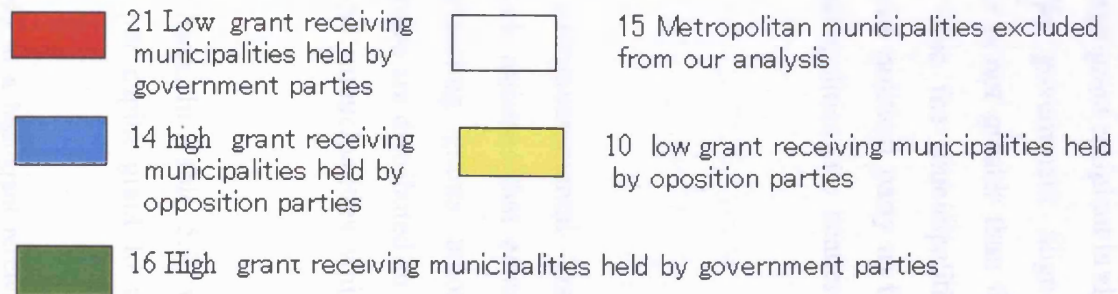 21 Low grant receiving
municipalities held by
government parties
15 Metropolitan municipalities excluded
from our analysis
14 high grant receiving
municipalities held by
opposition parties
10 low grant receiving municipalities held
by oposition parties
16 High grant receiving municipalities held by government parties